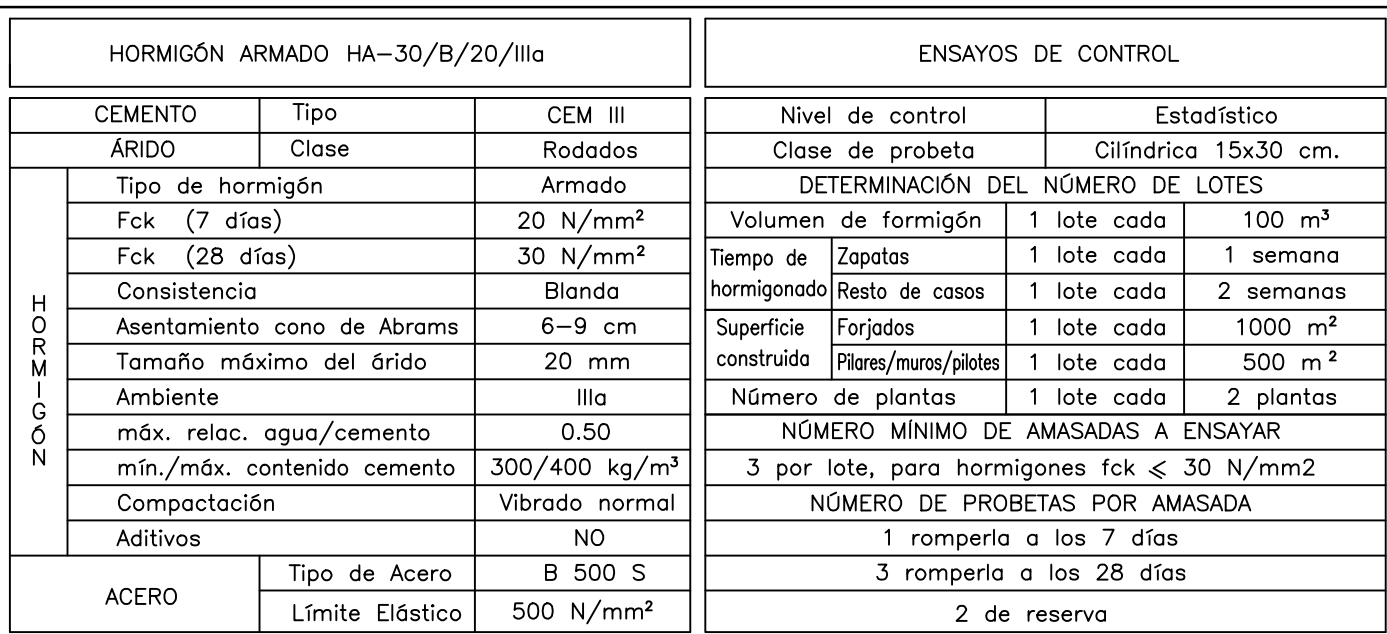 HORMIGÓN ARMADO HA-30/B/20/IIIa
CEMENTO Tipo CEM III
ÁRIDO Clase Rodados
HORMIGÓN
Tipo de hormigón Armado
Fck (7 días) 20 N/mm²
Fck (28 días) 30 N/mm²
Consistencia Blanda
Asentamiento cono de Abrams 6-9 cm
Tamaño máximo del árido 20 mm
Ambiente IIIa
máx. relac. agua/cemento 0.50
mín./máx. contenido cemento 300/400 kg/m³
Compactación Vibrado normal
Aditivos NO
ACERO
Tipo de Acero B 500 S
Límite Elástico 500 N/mm²
ENSAYOS DE CONTROL
Nivel de control Estadístico
Clase de probeta Cilíndrica 15x30 cm.
DETERMINACIÓN DEL NÚMERO DE LOTES
Volumen de formigón 1 lote cada 100 m³
Tiempo de hormigonado
Zapatas 1 lote cada 1 semana
Resto de casos 1 lote cada 2 semanas
Superficie construida
Forjados 1 lote cada 1000 m²
Pilares/muros/pilotes 1 lote cada 500 m²
Número de plantas 1 lote cada 2 plantas
NÚMERO MÍNIMO DE AMASADAS A ENSAYAR
3 por lote, para hormigones fck ⩽ 30 N/mm2
NÚMERO DE PROBETAS POR AMASADA
1 romperla a los 7 días
3 romperla a los 28 días
2 de reserva